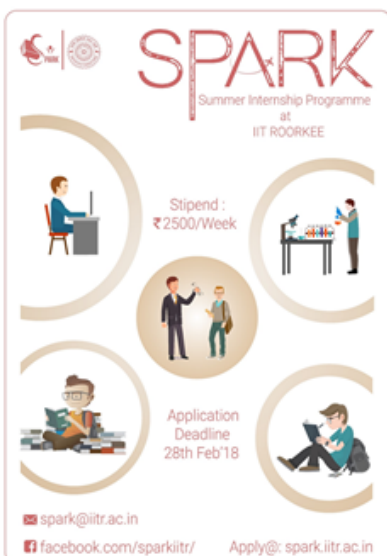 SPARK
Summer Internship Programme
at
IIT ROORKEE
Stipend :
₹2500/Week
Application
Deadline
28th Feb'18
spark@iitr.ac.in
facebook.com/sparkiitr/
Apply@: spark.iitr.ac.in